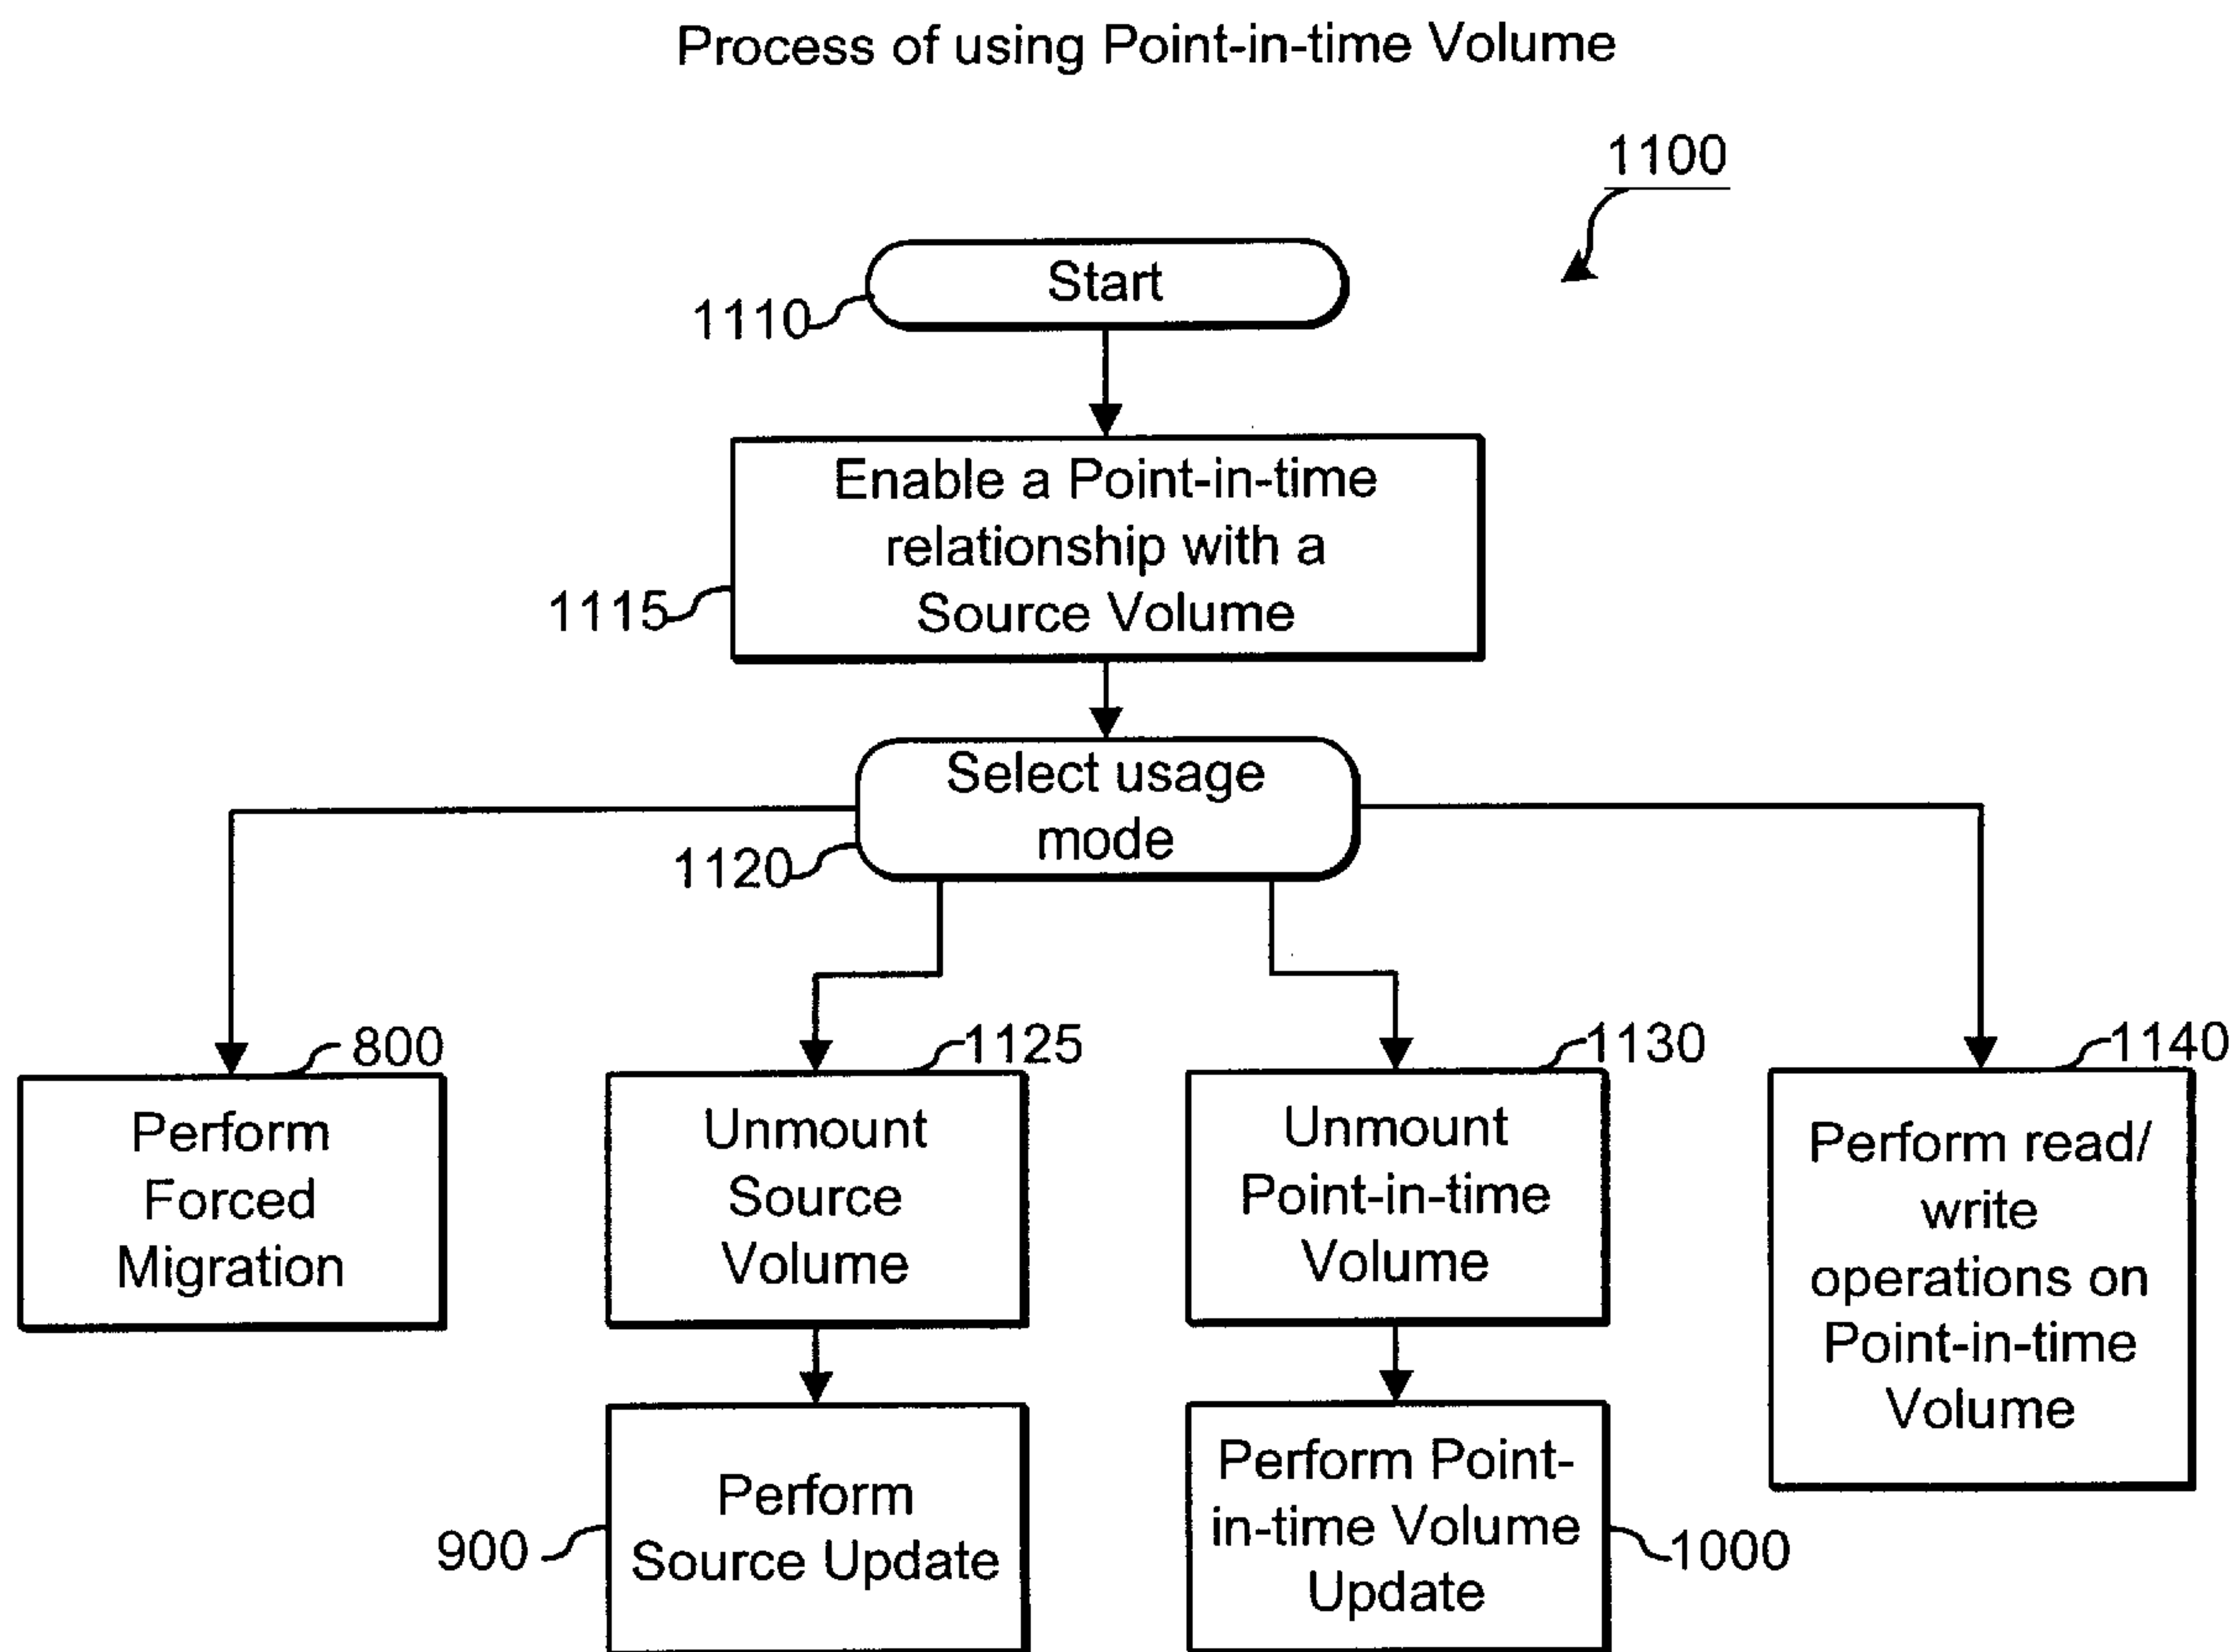 Process of using Point-in-time Volume
1100
Start
1110
Enable a Point-in-time
relationship with a
Source Volume
1115
Select usage
mode
1120
800
Perform
Forced
Migration
1125
Unmount
Source
Volume
1130
Unmount
Point-in-time
Volume
1140
Perform read/
write
operations on
Point-in-time
Volume
Perform
Source Update
900
Perform Point-
in-time Volume
Update
1000